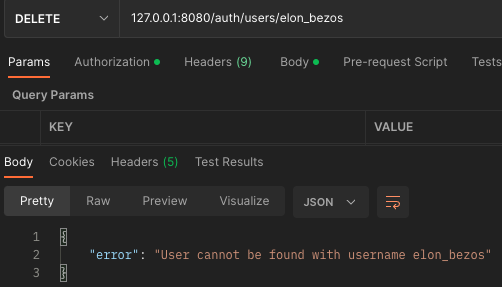 DELETE 127.0.0.1:8080/auth/users/elon_bezos
Params Authorization Headers (9) Body Pre-request Script Tests
Query Params
KEY VALUE
Body Cookies Headers (5) Test Results
Pretty Raw Preview Visualize JSON
1 {
2 "error": "User cannot be found with username elon_bezos"
3 }